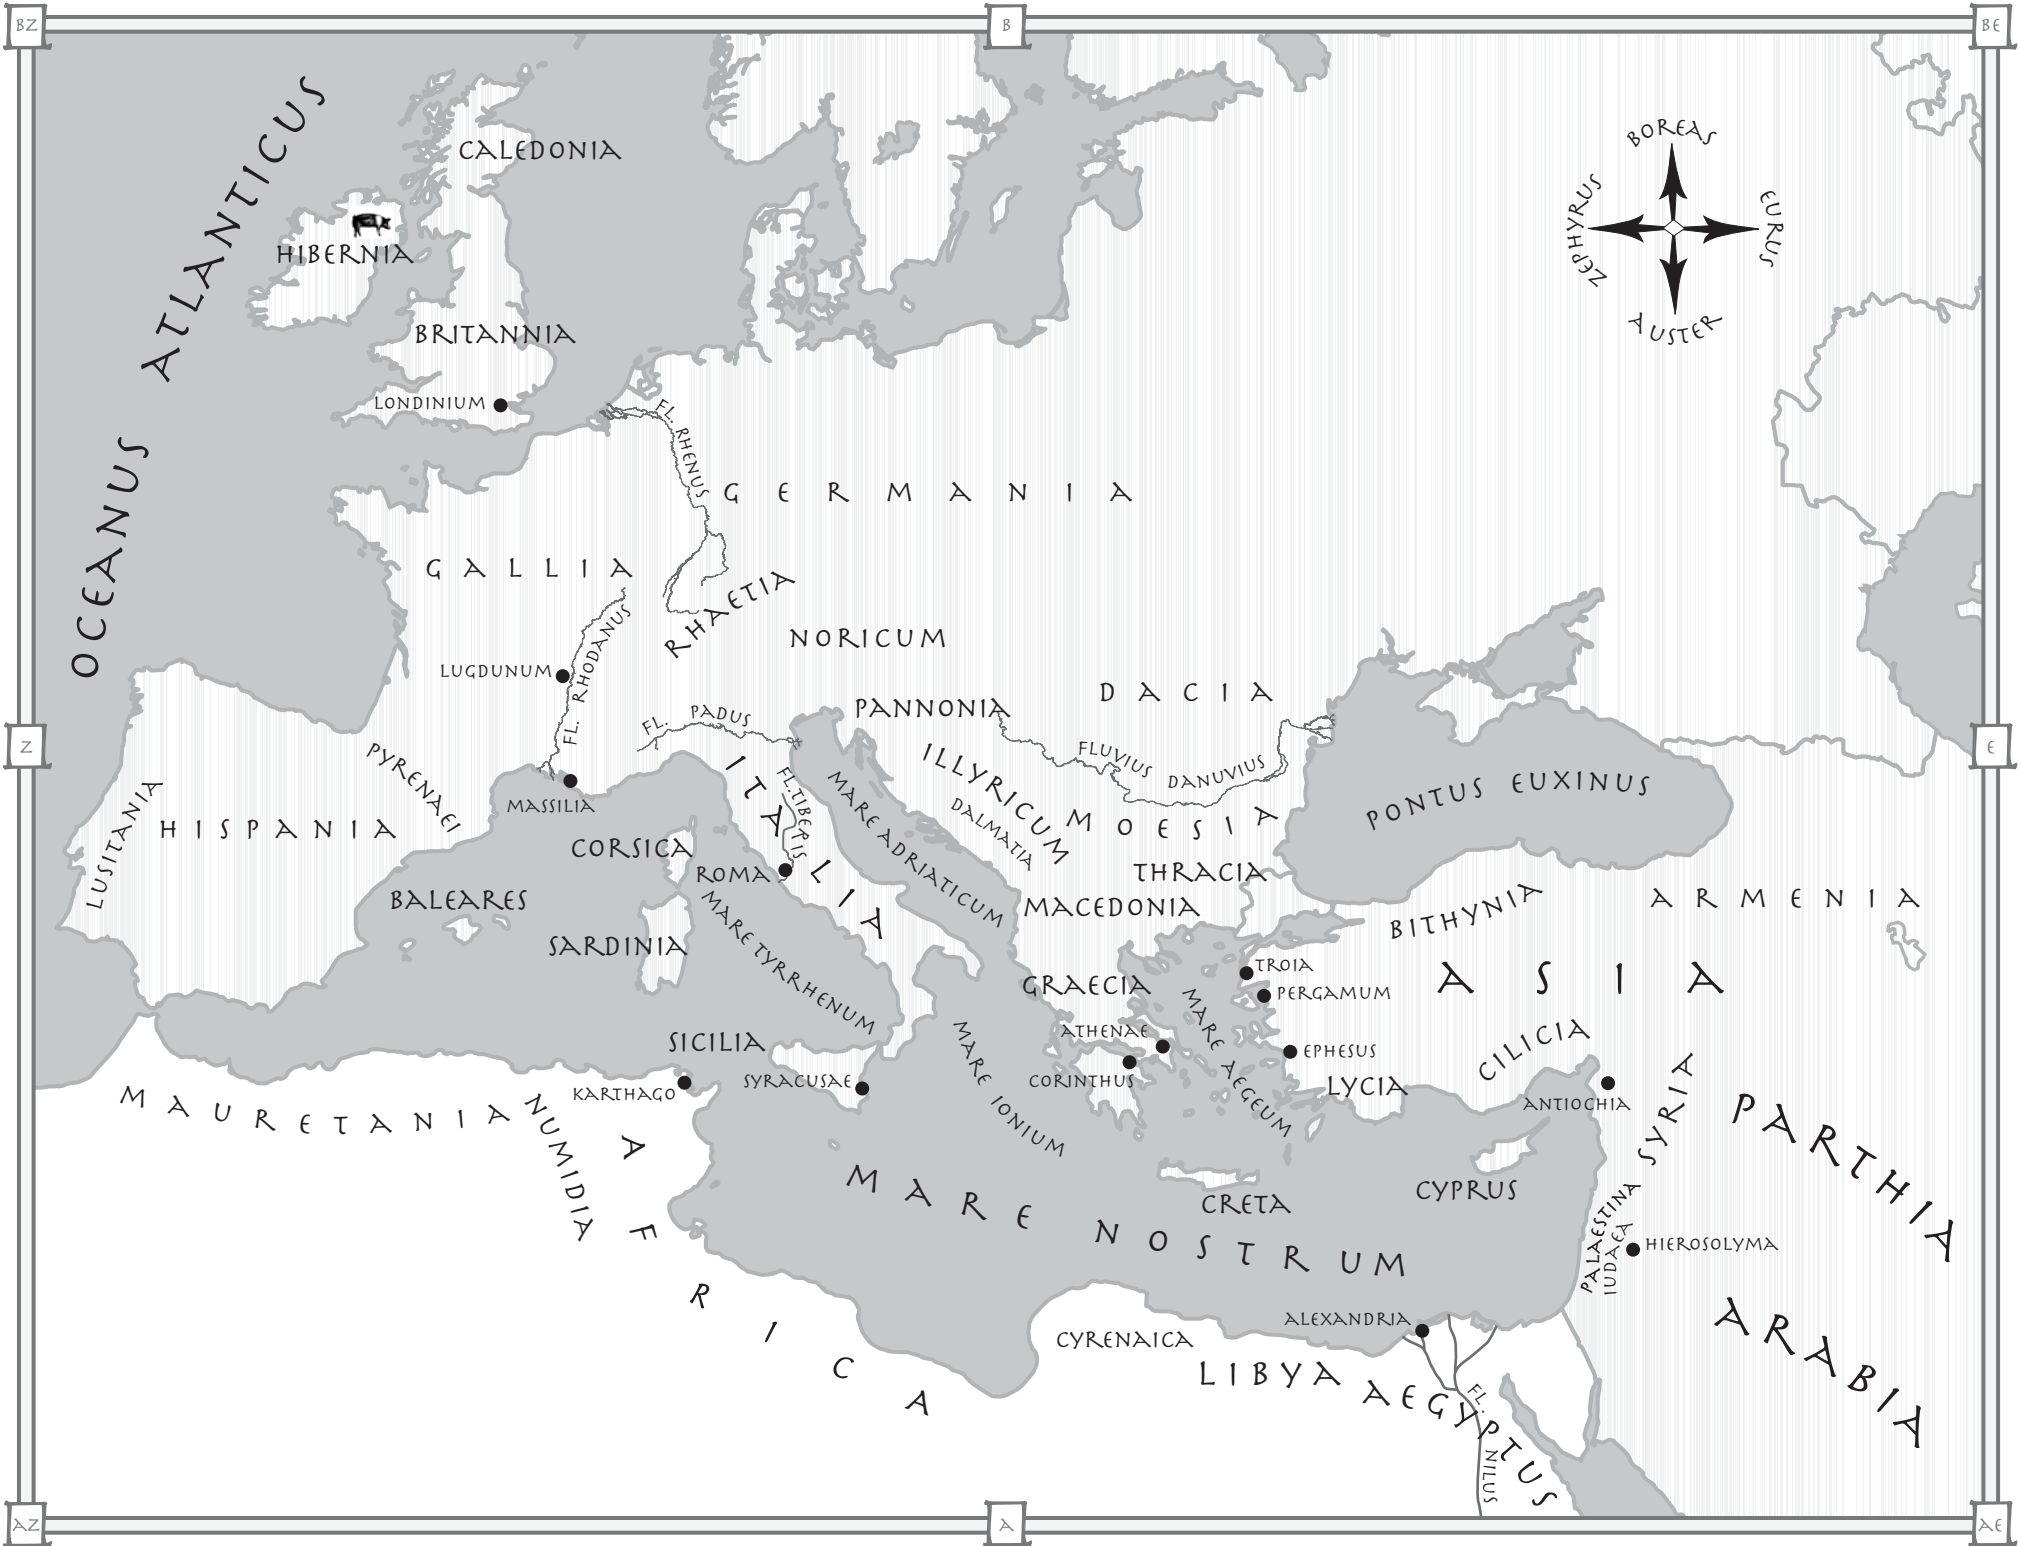 BZ
B
BE
OCEANUS ATLANTICUS
CALEDONIA
BOREAS
ZEPHYRUS
EURUS
AUSTER
HIBERNIA
BRITANNIA
LONDINIUM
FL. RHENUS
GERMANIA
GALLIA
RHAETIA
NORICUM
LUGDUNUM
FL. RHODANUS
DACIA
PANNONIA
FL. PADUS
Z
E
PYRENAEI
ITALIA
FL. TIBERIS
ILLYRICUM
FLUVIUS DANUVIUS
MARE ADRIATICUM
DALMATIA
MOESIA
PONTUS EUXINUS
MASSILIA
LUSITANIA
HISPANIA
CORSICA
ROMA
THRACIA
BALEARES
MACEDONIA
BITHYNIA
ARMENIA
SARDINIA
MARE TYRRHENUM
TROIA
GRAECIA
PERGAMUM
ASIA
MARE AEGEUM
ATHENAE
SICILIA
MARE IONIUM
EPHESUS
CILICIA
KARTHAGO
SYRACUSAE
CORINTHUS
LYCIA
ANTIOCHIA
SYRIA
MAURETANIA
NUMIDIA
AFRICA
PARTHIA
MARE NOSTRUM
CRETA
CYPRUS
PALAESTINA
IUDAEA
HIEROSOLYMA
ALEXANDRIA
CYRENAICA
LIBYA
AEGYPTUS
FL. NILUS
ARABIA
AZ
A
AE